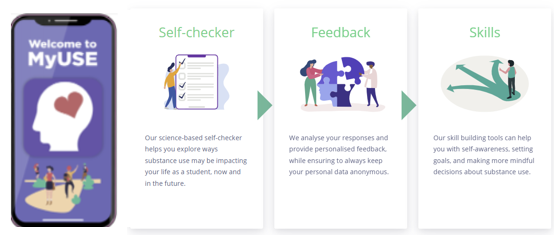 Welcome to
MyUSE
Self-checker
Our science-based self-checker
helps you explore ways
substance use may be impacting
your life as a student, now and
in the future.
Feedback
We analyse your responses and
provide personalised feedback,
while ensuring to always keep
your personal data anonymous.
Skills
Our skill building tools can help
you with self-awareness, setting
goals, and making more mindful
decisions about substance use.